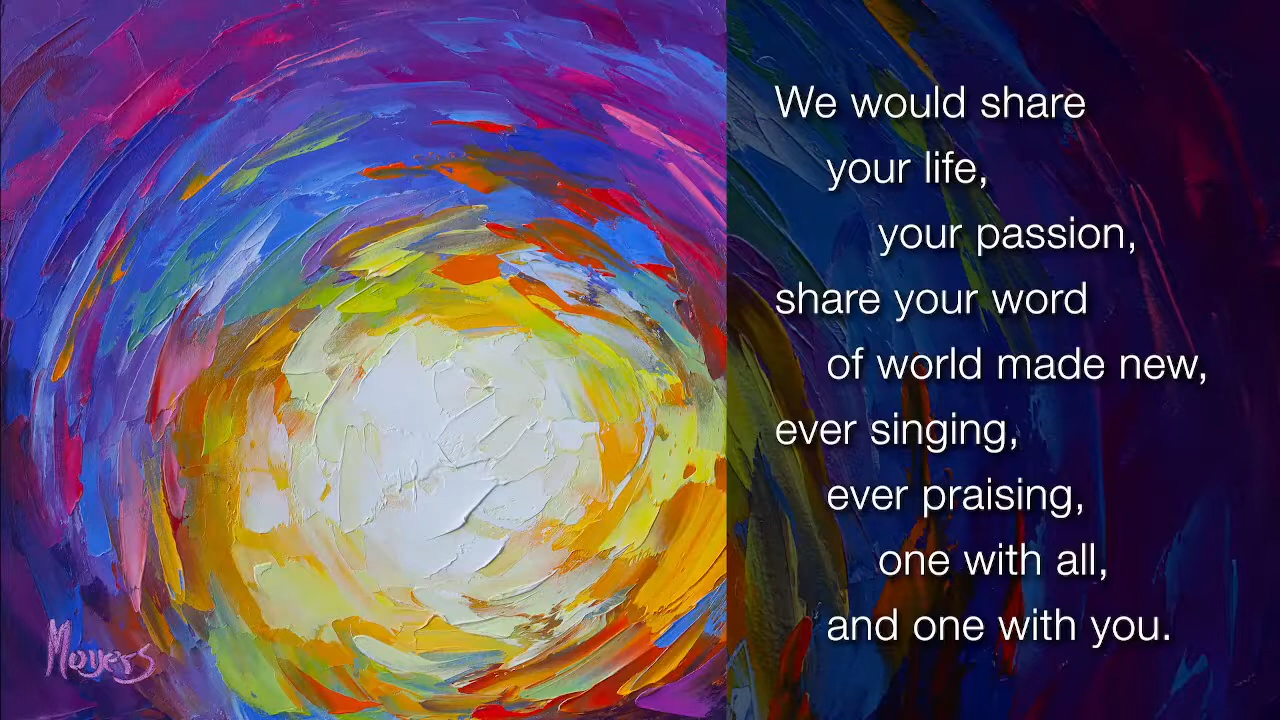 We would share
your life,
your passion,
share your word
of world made new,
ever singing,
ever praising,
one with all,
and one with you.
Moyers